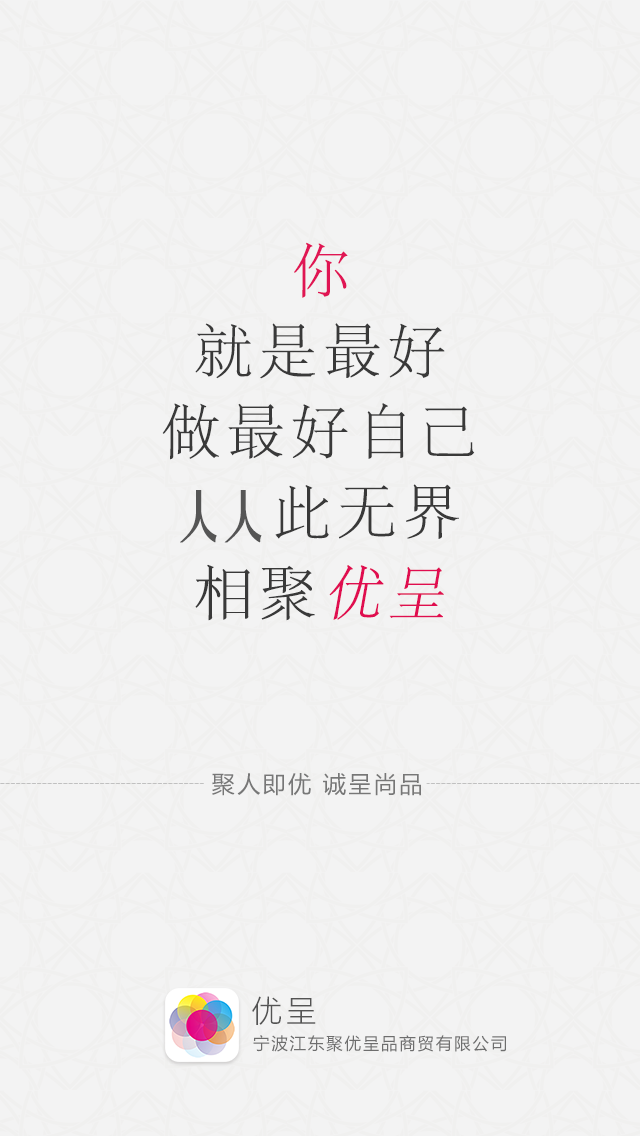 你
就是最好
做最好自己
人人此无界
相聚优呈
聚人即优 诚呈尚品
优呈
宁波江东聚优呈品商贸有限公司